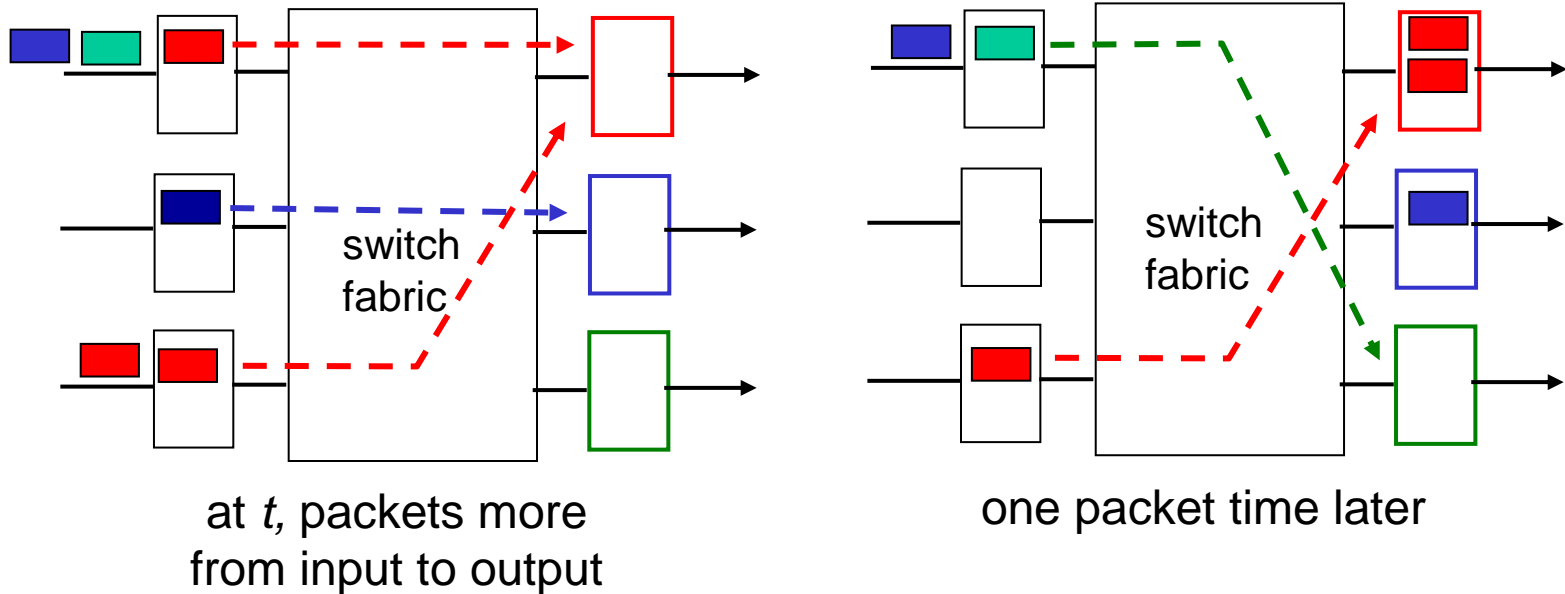 switch
fabric
at t, packets more
from input to output
switch
fabric
one packet time later